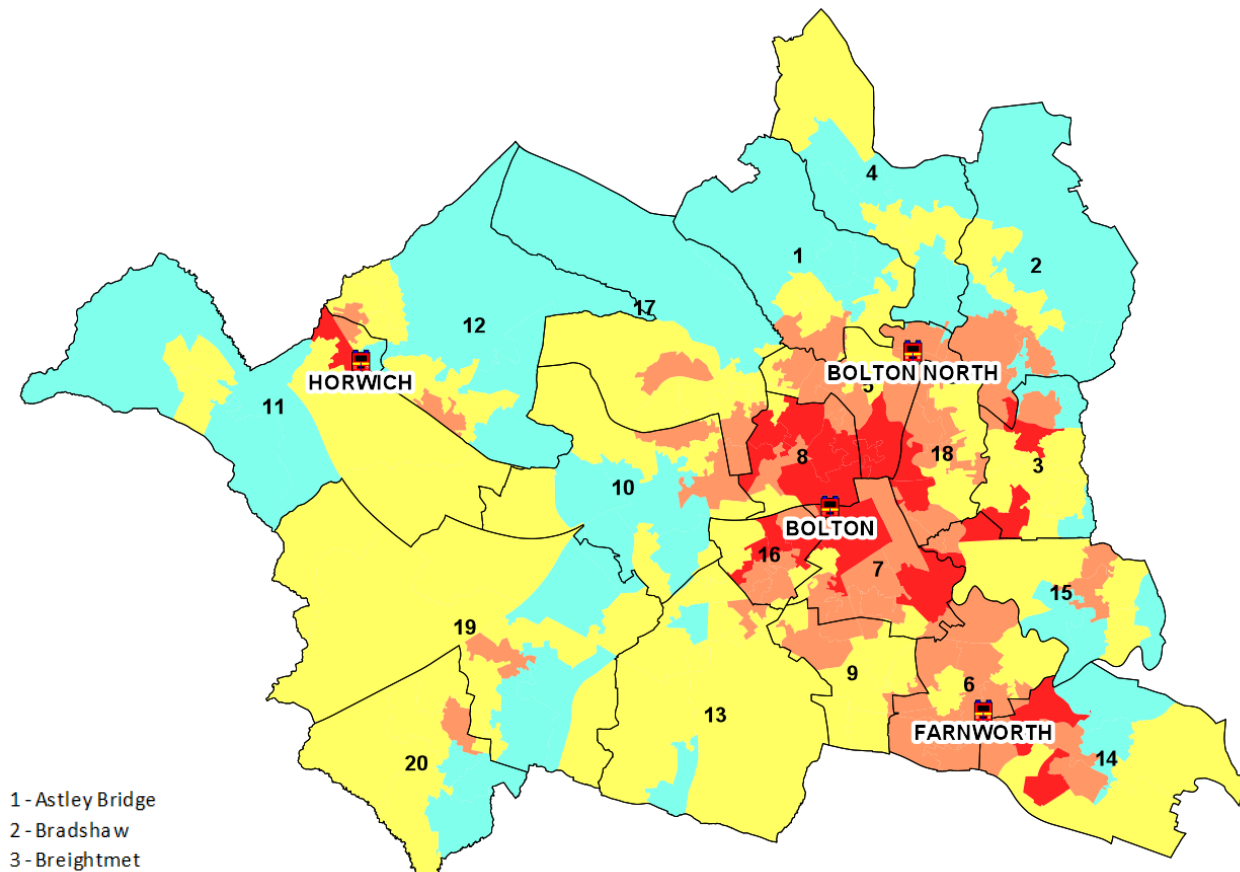 4
1
2
17
12
HORWICH
BOLTON NORTH
5
11
8
18
3
10
BOLTON
16
7
15
19
6
9
13
FARNWORTH
20
14
1 - Astley Bridge
2 - Bradshaw
3 - Breightmet